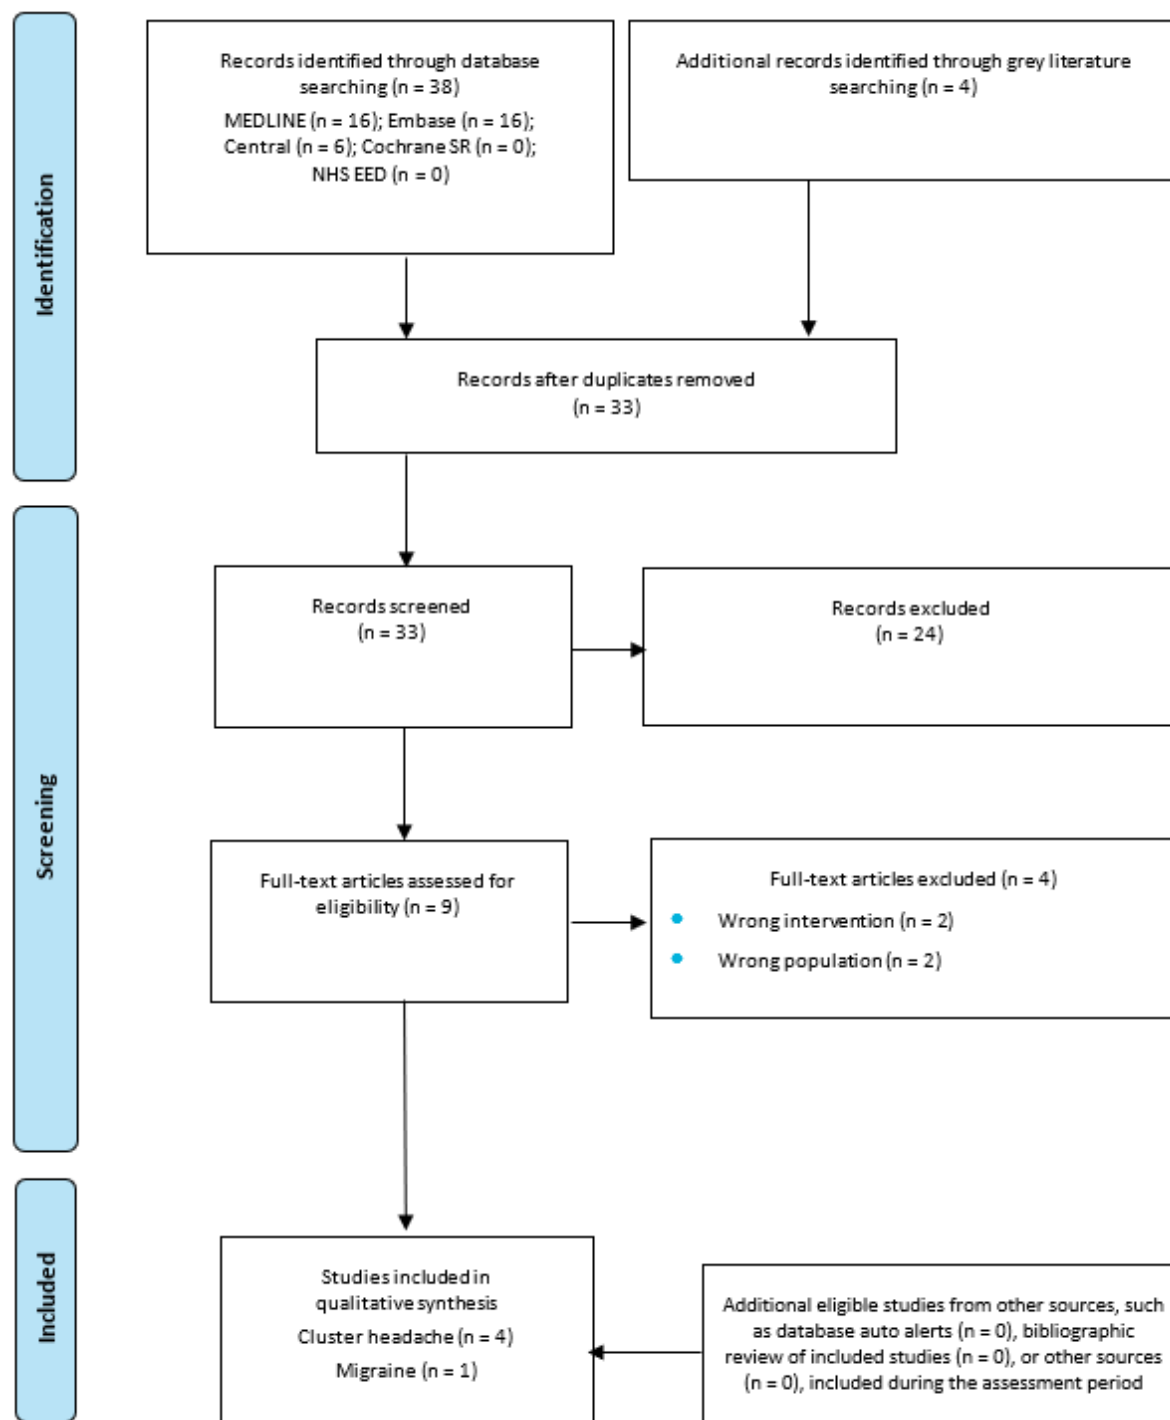 Identification
Records identified through database
searching (n = 38)
MEDLINE (n = 16); Embase (n = 16);
Central (n = 6); Cochrane SR (n = 0);
NHS EED (n = 0)
Additional records identified through grey literature
searching (n = 4)
Records after duplicates removed
(n = 33)
Screening
Records screened
(n = 33)
Records excluded
(n = 24)
Full-text articles assessed for
eligibility (n = 9)
Full-text articles excluded (n = 4)
• Wrong intervention (n = 2)
• Wrong population (n = 2)
Included
Studies included in
qualitative synthesis
Cluster headache (n = 4)
Migraine (n = 1)
Additional eligible studies from other sources, such
as database auto alerts (n = 0), bibliographic
review of included studies (n = 0), or other sources
(n = 0), included during the assessment period